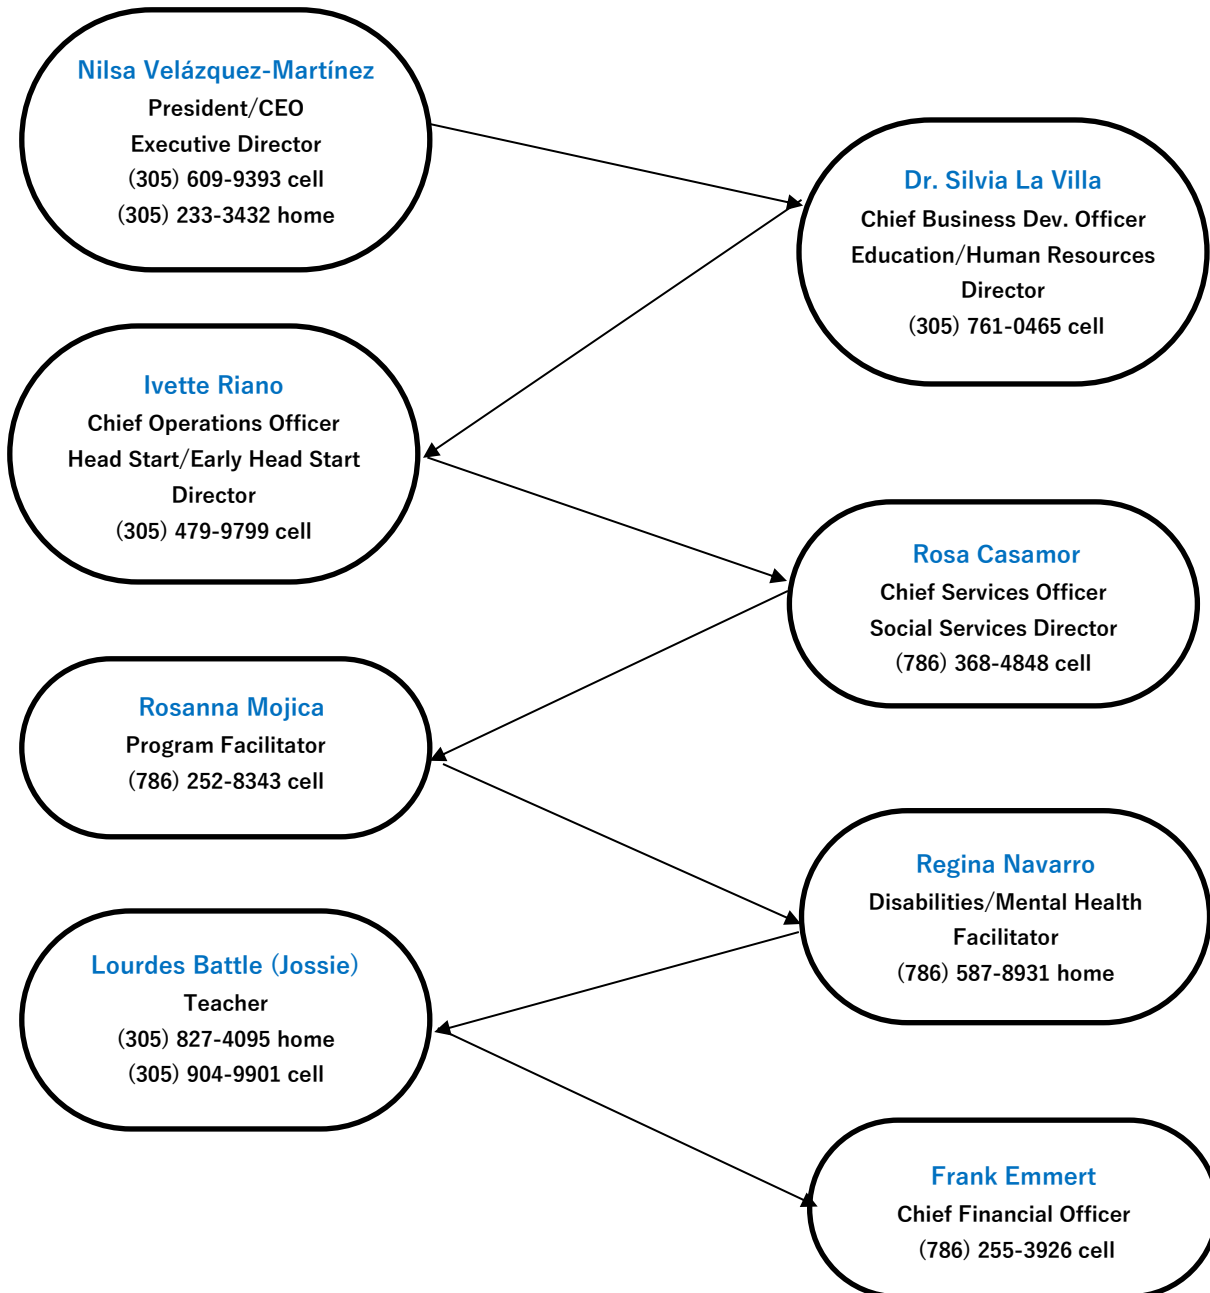 Nilsa Velázquez-Martínez
President/CEO
Executive Director
(305) 609-9393 cell
(305) 233-3432 home
Dr. Silvia La Villa
Chief Business Dev. Officer
Education/Human Resources
Director
(305) 761-0465 cell
Ivette Riano
Chief Operations Officer
Head Start/Early Head Start
Director
(305) 479-9799 cell
Rosa Casamor
Chief Services Officer
Social Services Director
(786) 368-4848 cell
Rosanna Mojica
Program Facilitator
(786) 252-8343 cell
Regina Navarro
Disabilities/Mental Health
Facilitator
(786) 587-8931 home
Lourdes Battle (Jossie)
Teacher
(305) 827-4095 home
(305) 904-9901 cell
Frank Emmert
Chief Financial Officer
(786) 255-3926 cell